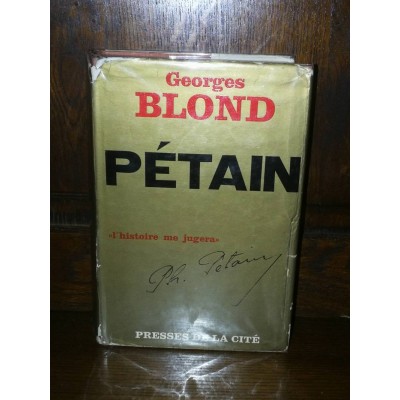 Georges
BLOND
PÉTAIN
«l'histoire me jugera»
Ph. Pétain
PRESSES DE LA CITÉ